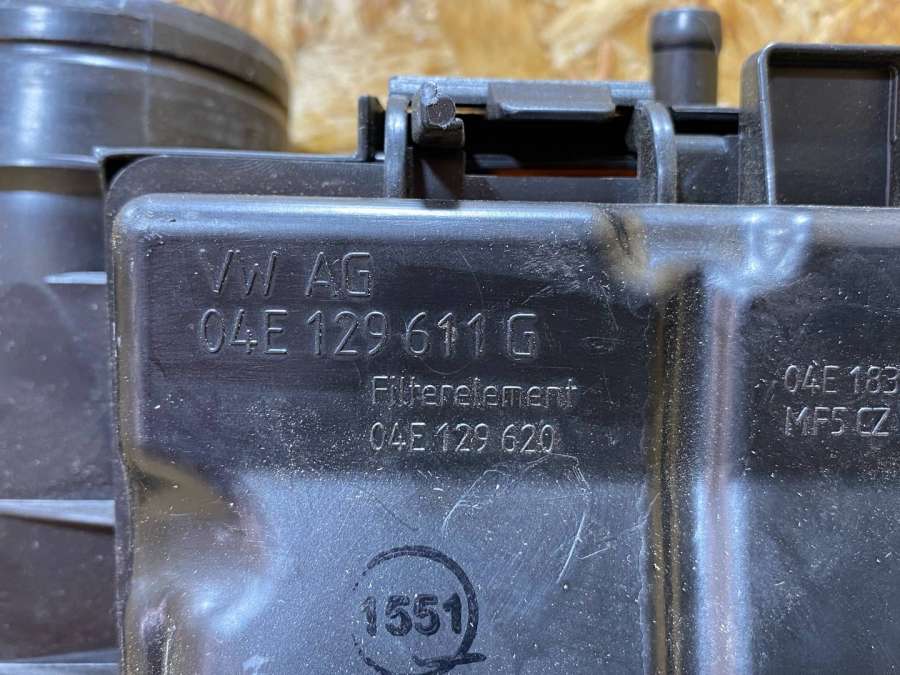 VW AG
04E 129 611 G
Filterelement
04E 129 620
04E 183
MF5 CZ
1551